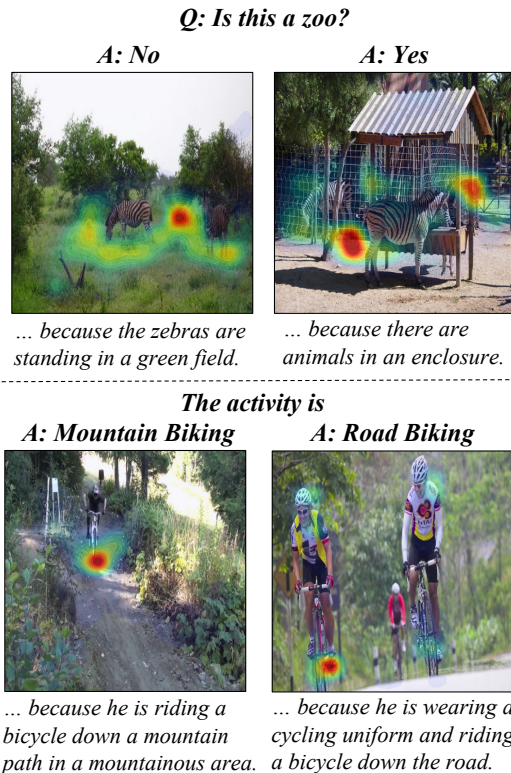 Q: Is this a zoo?
A: No
A: Yes
... because the zebras are
standing in a green field.
... because there are
animals in an enclosure.
The activity is
A: Mountain Biking
A: Road Biking
... because he is riding a
bicycle down a mountain
path in a mountainous area.
... because he is wearing a
cycling uniform and riding
a bicycle down the road.